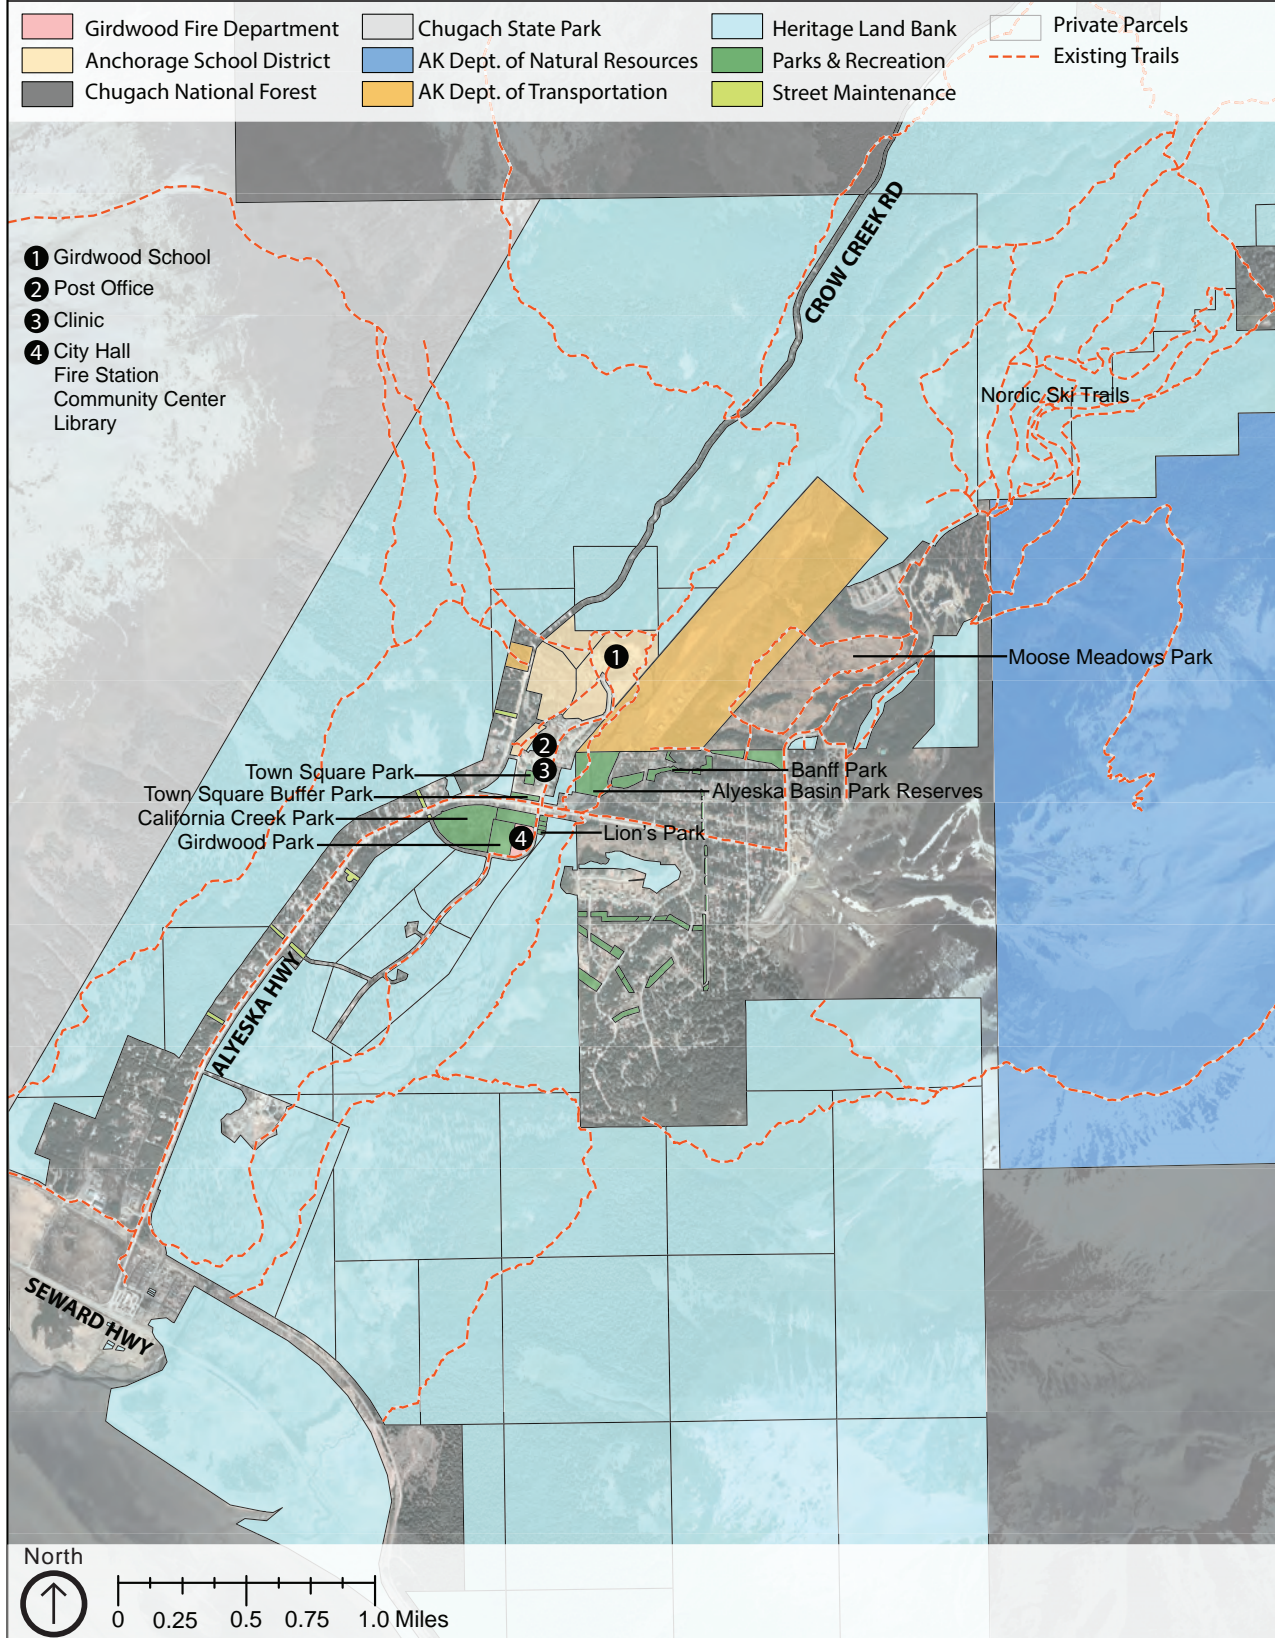 Girdwood Fire Department
Anchorage School District
Chugach National Forest
Chugach State Park
AK Dept. of Natural Resources
AK Dept. of Transportation
Heritage Land Bank
Parks & Recreation
Street Maintenance
Private Parcels
Existing Trails
CROW CREEK RD
1 Girdwood School
2 Post Office
3 Clinic
4 City Hall
Fire Station
Community Center
Library
Nordic Ski Trails
1
Moose Meadows Park
2
3
Town Square Park
Banff Park
Town Square Buffer Park
Alyeska Basin Park Reserves
California Creek Park
Lion's Park
4
Girdwood Park
ALYESKA HWY
SEWARD HWY
North
0 0.25 0.5 0.75 1.0 Miles